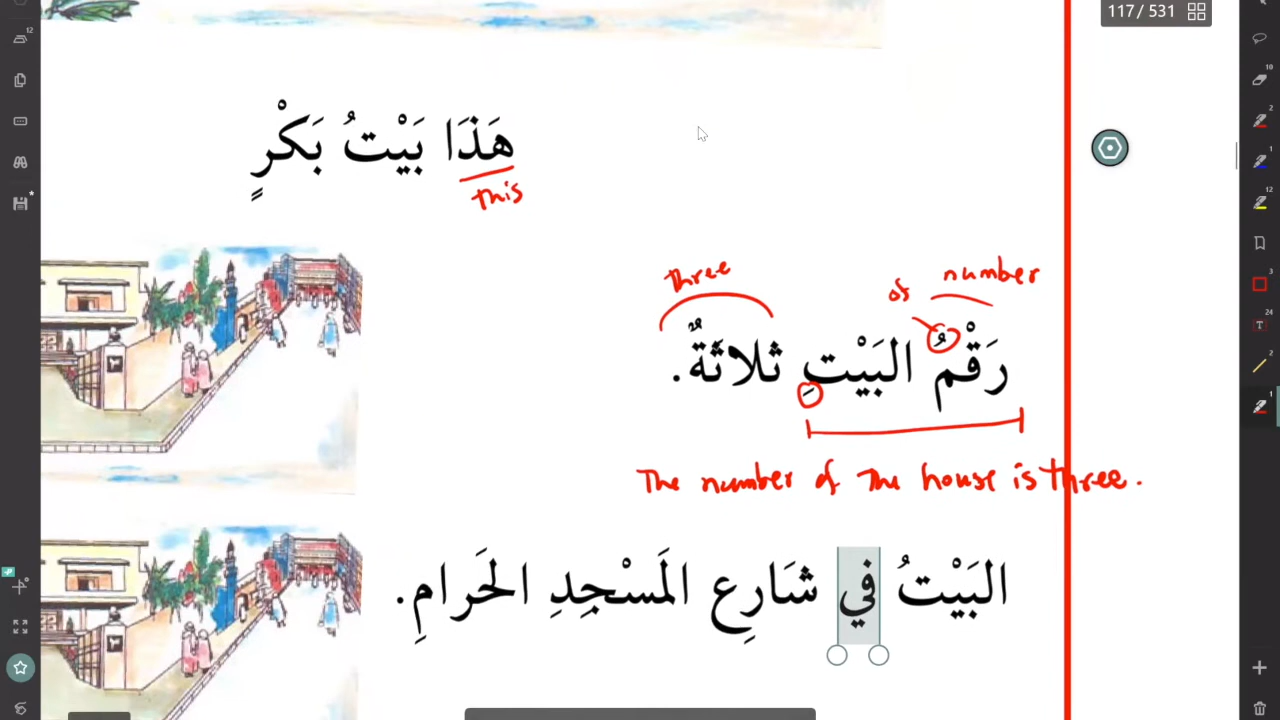 117 / 531
هَذَا بَيْتُ بَكْرٍ
this
three
of number
رَقْمُ البَيْتِ ثَلاثَةٌ.
The number of the house is three.
البَيْتُ في شَارِعِ المَسْجِدِ الحَرامِ.